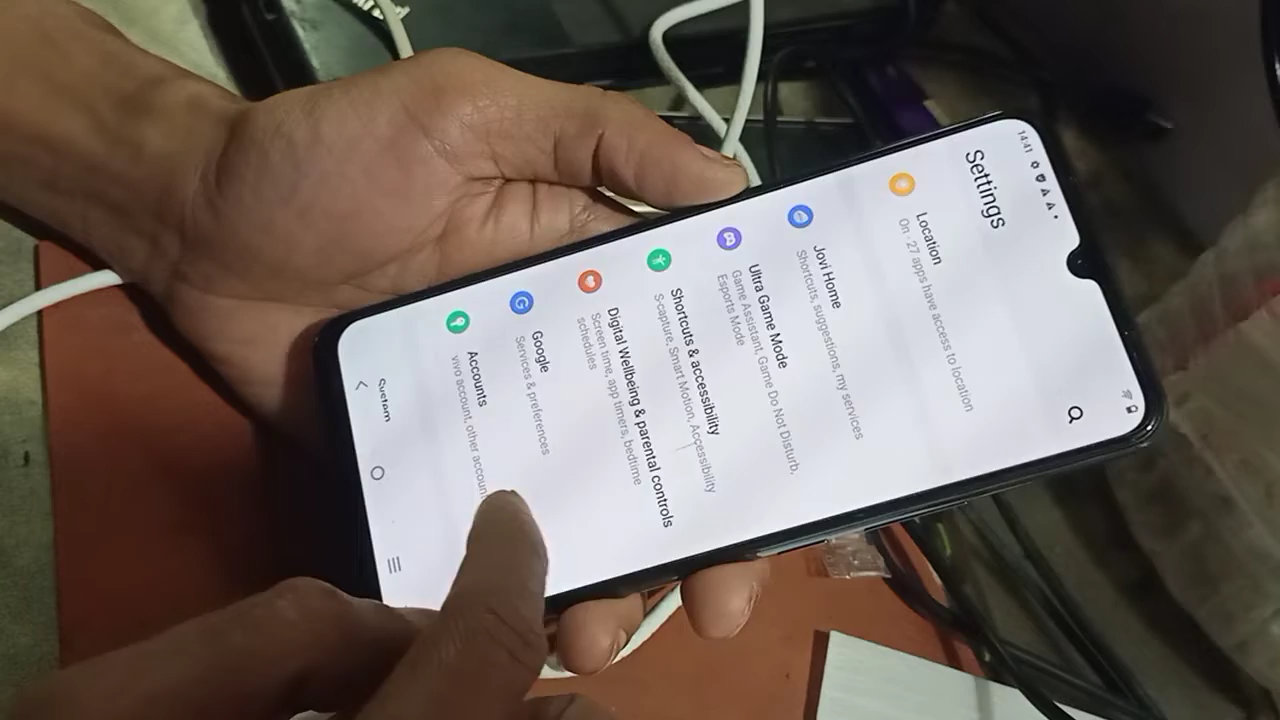 14:41
Settings
Location
On · 27 apps have access to location
Jovi Home
Shortcuts, suggestions, my services
Ultra Game Mode
Game Assistant, Game Do Not Disturb,
Esports Mode
Shortcuts & accessibility
S-capture, Smart Motion, Accessibility
Digital Wellbeing & parental controls
Screen time, app timers, bedtime
schedules
Google
Services & preferences
Accounts
vivo account, other accoun
System